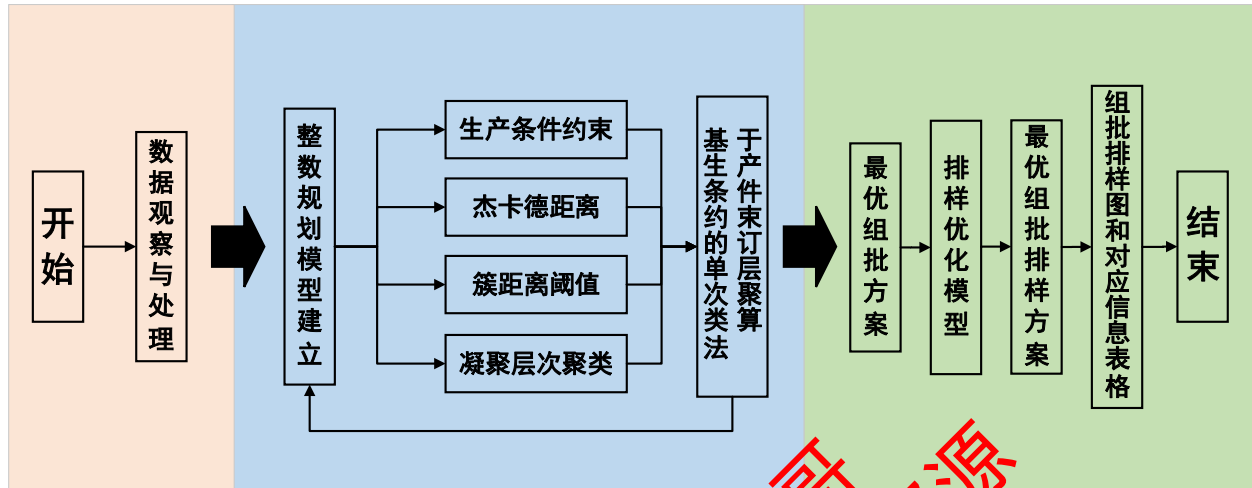 开始
数据观察与处理
整数规划模型建立
生产条件约束
杰卡德距离
簇距离阈值
凝聚层次聚类
基于
生产
条件
约束
的订
单层
次聚
类算
法
最优组批方案
排样优化模型
最优组批排样方案
组批排样图和对应信息表格
结束
源